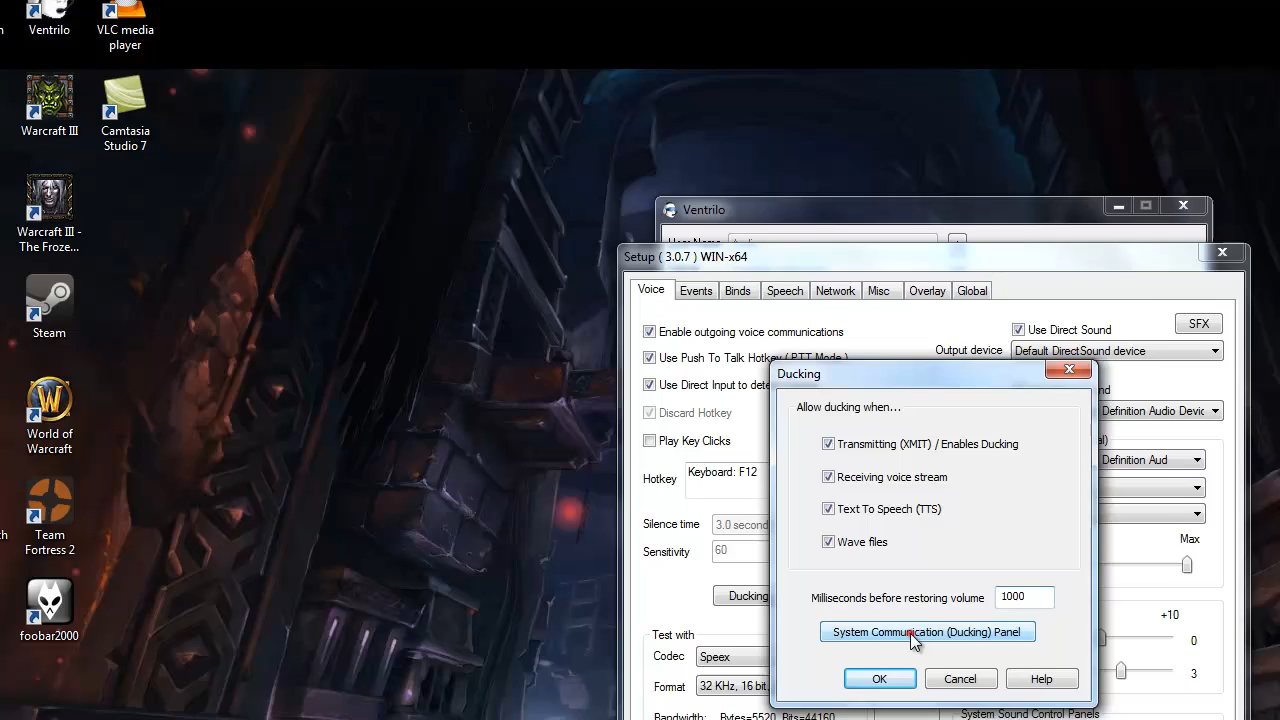 Ventrilo
VLC media
player
Warcraft III
Camtasia
Studio 7
Warcraft III -
The Froze...
Steam
World of
Warcraft
Team
Fortress 2
foobar2000
Ventrilo
Setup ( 3.0.7 ) WIN-x64
Voice
Events
Binds
Speech
Network
Misc
Overlay
Global
Enable outgoing voice communications
Use Direct Sound
SFX
Use Push To Talk Hotkey ( PTT Mode )
Output device
Default DirectSound device
Use Direct Input to dete
Discard Hotkey
Definition Audio Devic
Play Key Clicks
Definition Aud
Hotkey
Keyboard: F12
Silence time
3.0 second
Sensitivity
60
Max
Ducking
+10
0
3
Test with
Codec
Speex
Format
32 KHz, 16 bit,
Bandwidth: Bytes=5520 Bits=44160
System Sound Control Panels
Ducking
Allow ducking when...
Transmitting (XMIT) / Enables Ducking
Receiving voice stream
Text To Speech (TTS)
Wave files
Milliseconds before restoring volume
1000
System Communication (Ducking) Panel
OK
Cancel
Help